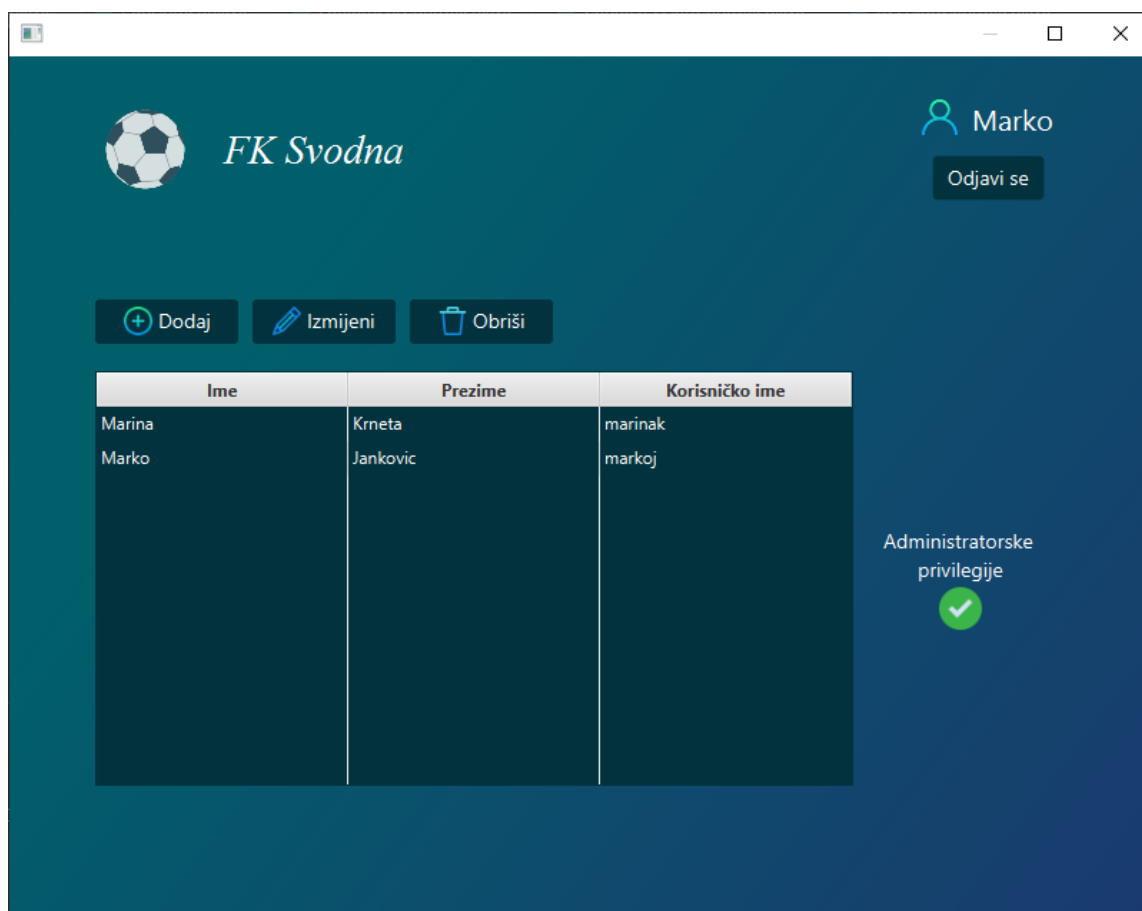 FK Svodna
Marko
Odjavi se
Dodaj Izmijeni Obriši
Ime Prezime Korisničko ime
Marina Krneta marinak
Marko Jankovic markoj
Administratorske
privilegije